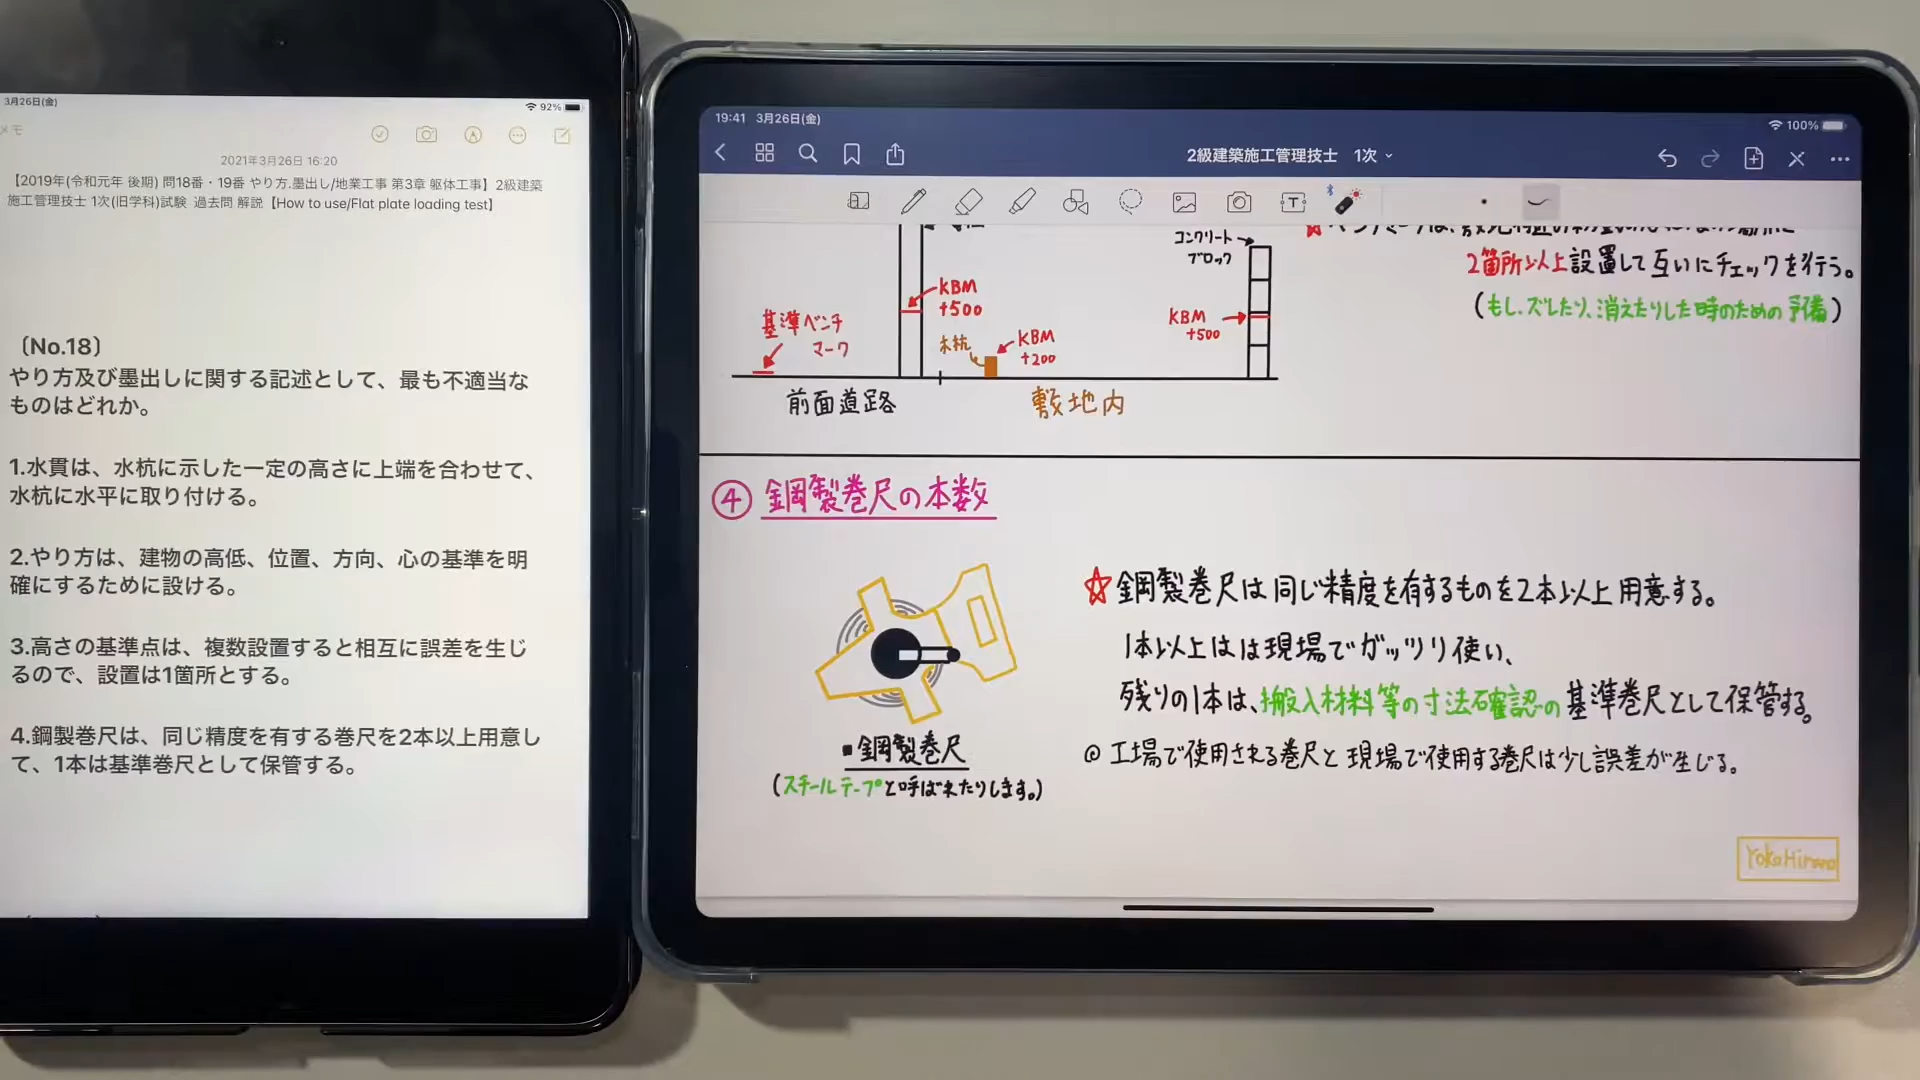 3月26日(金)
92%
メモ
2021年3月26日 16:20
【2019年(令和元年 後期) 問18番・19番 やり方.墨出し/地業工事 第3章 躯体工事】2級建築
施工管理技士 1次(旧学科)試験 過去問 解説【How to use/Flat plate loading test】
〔No.18〕
やり方及び墨出しに関する記述として、最も不適当な
ものはどれか。
1.水貫は、水杭に示した一定の高さに上端を合わせて、
水杭に水平に取り付ける。
2.やり方は、建物の高低、位置、方向、心の基準を明
確にするために設ける。
3.高さの基準点は、複数設置すると相互に誤差を生じ
るので、設置は1箇所とする。
4.鋼製巻尺は、同じ精度を有する巻尺を2本以上用意し
て、1本は基準巻尺として保管する。
19:41 3月26日(金)
100%
2級建築施工管理技士 1次
コンクリート
ブロック
2箇所以上設置して互いにチェックを行う。
(もし、ズレたり、消えたりした時のための予備)
KBM
+500
基準ベンチ
マーク
木杭
KBM
+200
KBM
+500
前面道路
敷地内
④ 鋼製巻尺の本数
☆鋼製巻尺は同じ精度を有するものを2本以上用意する。
1本以上はは現場でガッツリ使い、
残りの1本は、搬入材料等の寸法確認の基準巻尺として保管する。
◎工場で使用される巻尺と現場で使用する巻尺は少し誤差が生じる。
■鋼製巻尺
(スチールテープと呼ばれたりします。)
Yoko Hirano